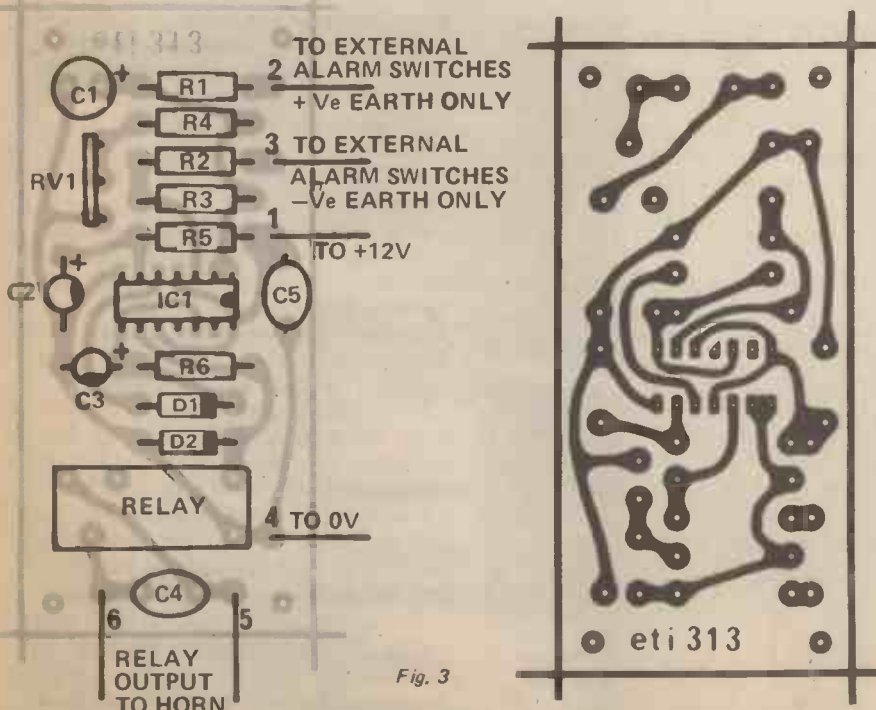 eti 313
TO EXTERNAL
2 ALARM SWITCHES
+ Ve EARTH ONLY
C1
+
R1
R4
R2
3 TO EXTERNAL
ALARM SWITCHES
–Ve EARTH ONLY
RV1
R3
R5
1
TO +12V
C2
+
IC1
C5
+
C3
R6
D1
D2
RELAY
4 TO 0V
C4
6
5
RELAY
OUTPUT
TO HORN
Fig. 3
eti 313